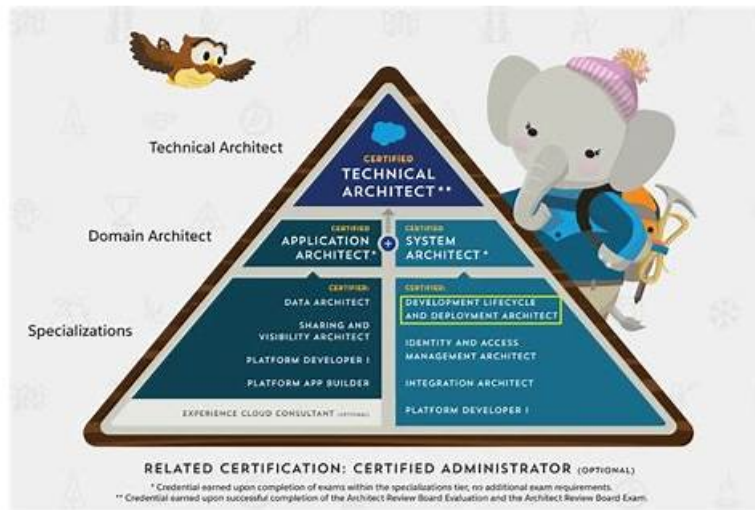 Technical Architect
CERTIFIED
TECHNICAL
ARCHITECT**
Domain Architect
CERTIFIED
APPLICATION
ARCHITECT*
+
CERTIFIED
SYSTEM
ARCHITECT*
Specializations
CERTIFIED:
DATA ARCHITECT
SHARING AND
VISIBILITY ARCHITECT
PLATFORM DEVELOPER I
PLATFORM APP BUILDER
EXPERIENCE CLOUD CONSULTANT (OPTIONAL)
CERTIFIED:
DEVELOPMENT LIFECYCLE
AND DEPLOYMENT ARCHITECT
IDENTITY AND ACCESS
MANAGEMENT ARCHITECT
INTEGRATION ARCHITECT
PLATFORM DEVELOPER I
RELATED CERTIFICATION: CERTIFIED ADMINISTRATOR (OPTIONAL)
* Credential earned upon completion of exams within the specializations tier, no additional exam requirements.
** Credential earned upon successful completion of the Architect Review Board Evaluation and the Architect Review Board Exam.